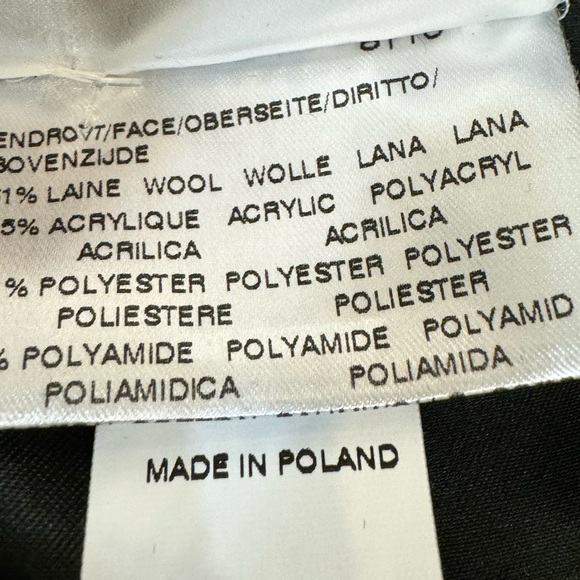 ENDROVT/FACE/OBERSEITE/DIRITTO/
BOVENZIJDE
1% LAINE WOOL WOLLE LANA LANA
5% ACRYLIQUE ACRYLIC POLYACRYL
ACRILICA ACRILICA
% POLYESTER POLYESTER POLYESTER
POLIESTERE POLIESTER
% POLYAMIDE POLYAMIDE POLYAMID
POLIAMIDICA POLIAMIDA
MADE IN POLAND